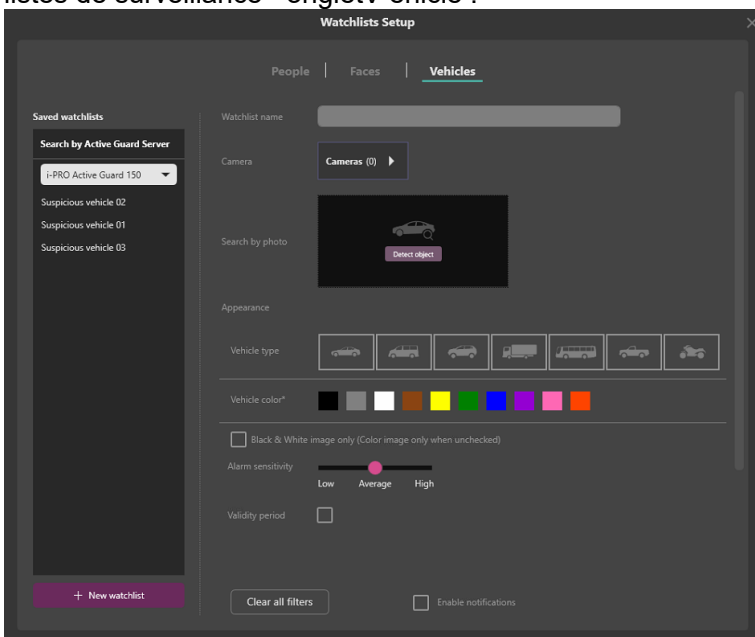 Watchlists Setup
People | Faces | Vehicles
Saved watchlists
Search by Active Guard Server
i-PRO Active Guard 150
Suspicious vehicle 02
Suspicious vehicle 01
Suspicious vehicle 03
+ New watchlist
Watchlist name
Camera
Cameras (0)
Search by photo
Detect object
Appearance
Vehicle type
Vehicle color*
Black & White image only (Color image only when unchecked)
Alarm sensitivity
Low Average High
Validity period
Clear all filters
Enable notifications